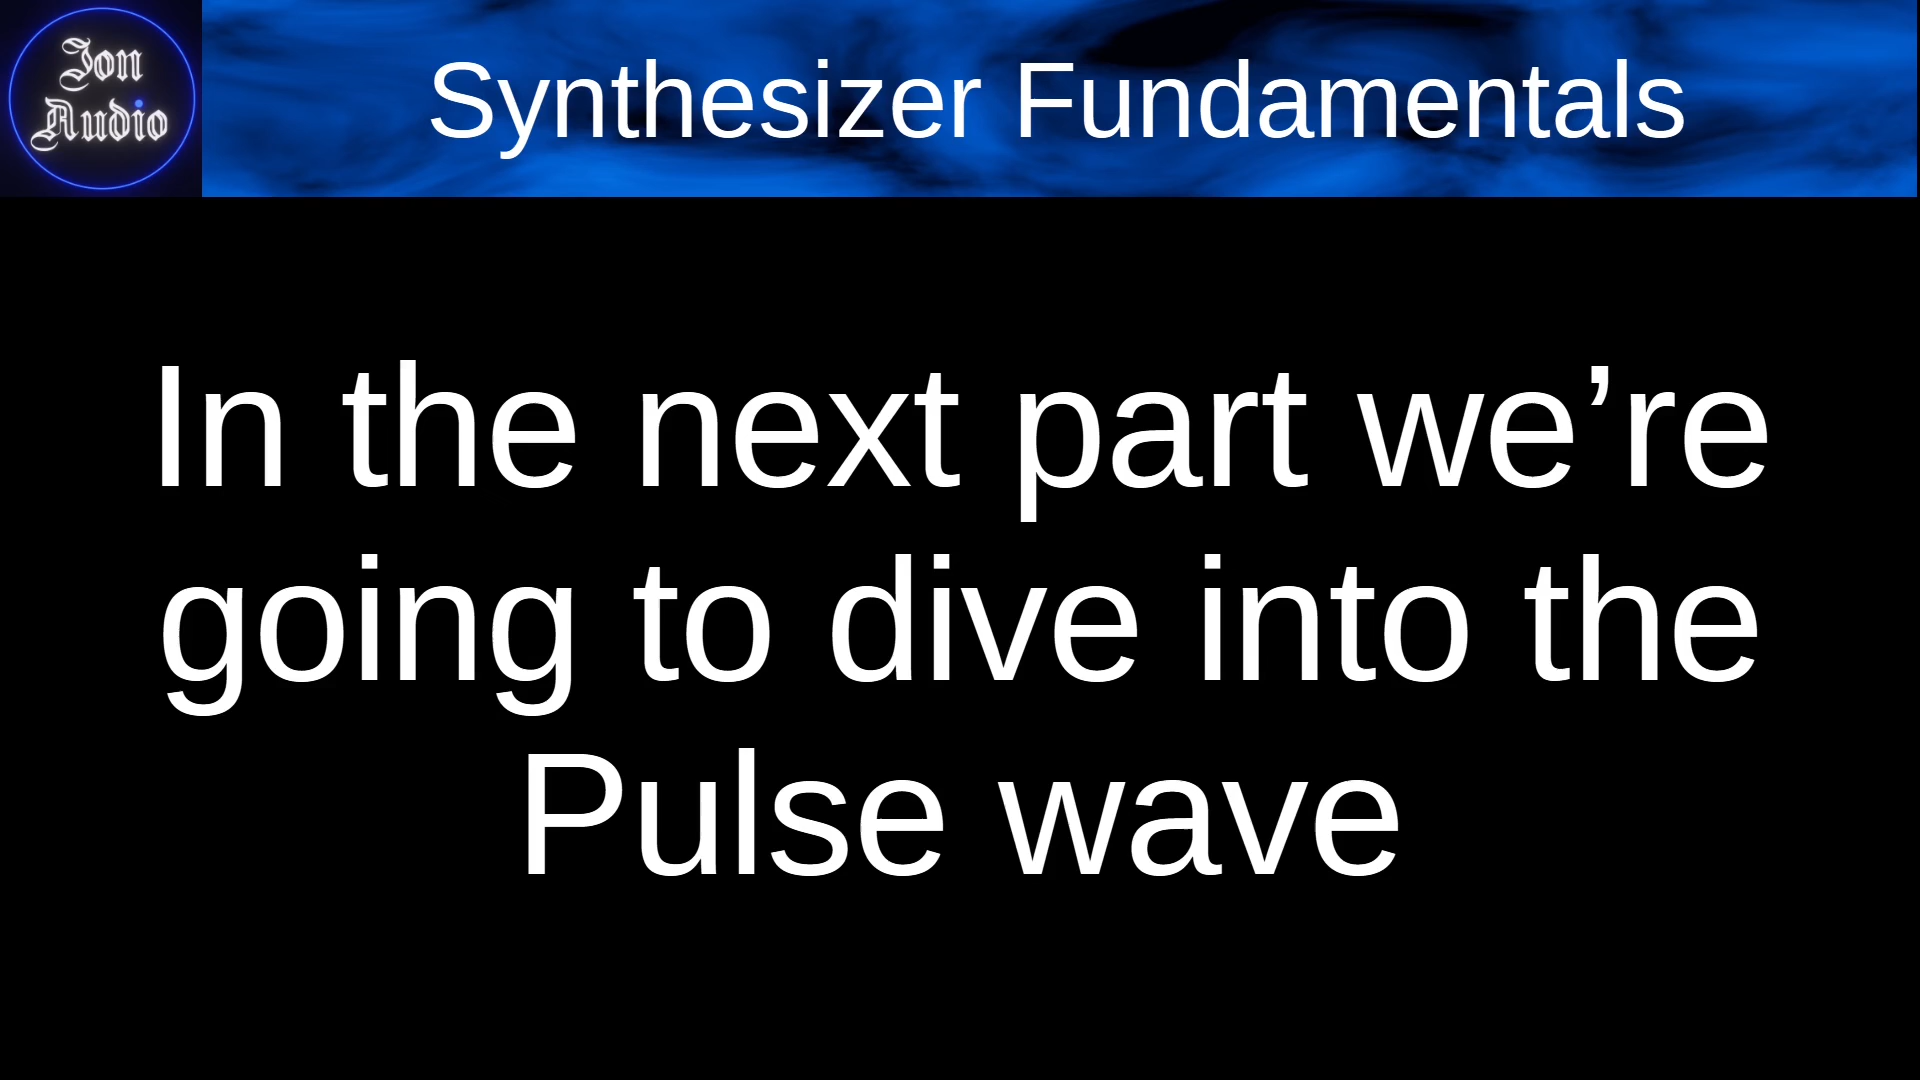 Jon
Audio
Synthesizer Fundamentals
In the next part we’re
going to dive into the
Pulse wave